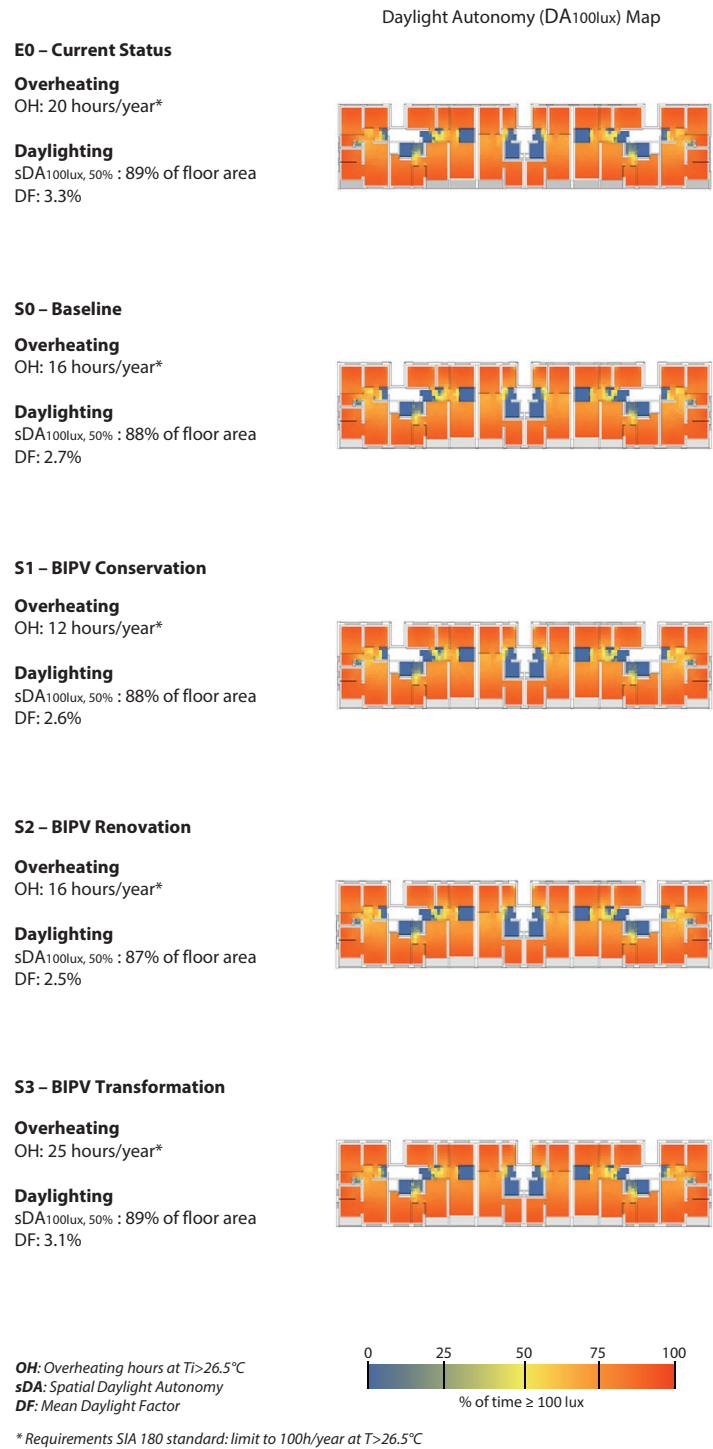 Daylight Autonomy (DA100lux) Map
E0 – Current Status
Overheating
OH: 20 hours/year*
Daylighting
sDA100lux, 50% : 89% of floor area
DF: 3.3%
S0 – Baseline
Overheating
OH: 16 hours/year*
Daylighting
sDA100lux, 50% : 88% of floor area
DF: 2.7%
S1 – BIPV Conservation
Overheating
OH: 12 hours/year*
Daylighting
sDA100lux, 50% : 88% of floor area
DF: 2.6%
S2 – BIPV Renovation
Overheating
OH: 16 hours/year*
Daylighting
sDA100lux, 50% : 87% of floor area
DF: 2.5%
S3 – BIPV Transformation
Overheating
OH: 25 hours/year*
Daylighting
sDA100lux, 50% : 89% of floor area
DF: 3.1%
0 25 50 75 100
% of time ≥ 100 lux
OH: Overheating hours at Ti>26.5°C
sDA: Spatial Daylight Autonomy
DF: Mean Daylight Factor
* Requirements SIA 180 standard: limit to 100h/year at T>26.5°C